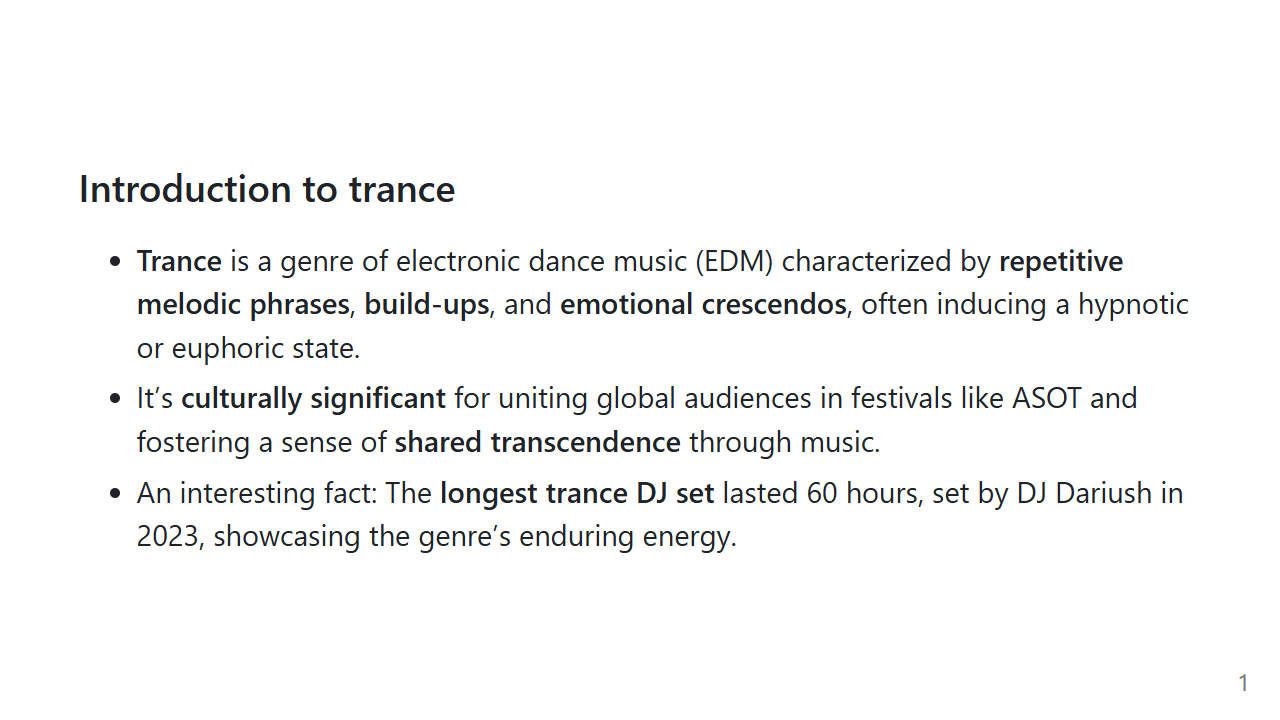 Introduction to trance
• Trance is a genre of electronic dance music (EDM) characterized by repetitive
melodic phrases, build-ups, and emotional crescendos, often inducing a hypnotic
or euphoric state.
• It’s culturally significant for uniting global audiences in festivals like ASOT and
fostering a sense of shared transcendence through music.
• An interesting fact: The longest trance DJ set lasted 60 hours, set by DJ Dariush in
2023, showcasing the genre’s enduring energy.
1